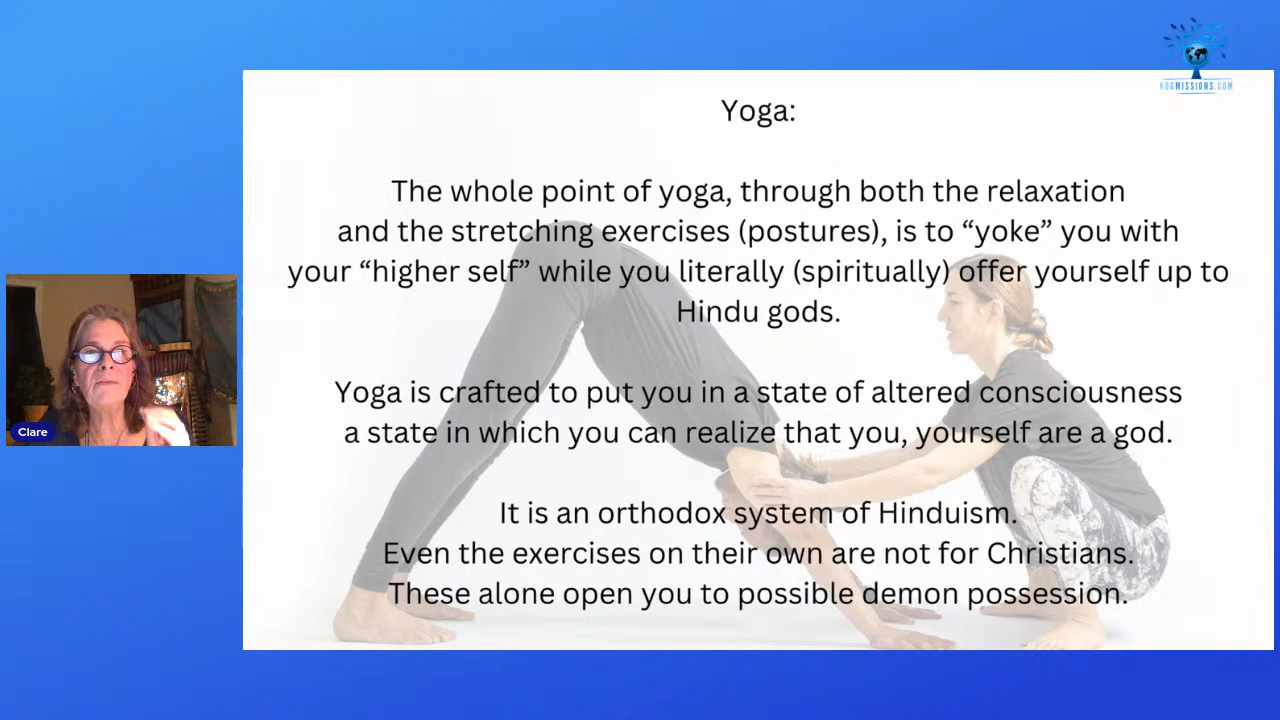 KOGMISSIONS.COM
Yoga:
The whole point of yoga, through both the relaxation
and the stretching exercises (postures), is to “yoke” you with
your “higher self” while you literally (spiritually) offer yourself up to
Hindu gods.
Yoga is crafted to put you in a state of altered consciousness
a state in which you can realize that you, yourself are a god.
It is an orthodox system of Hinduism.
Even the exercises on their own are not for Christians.
These alone open you to possible demon possession.
Clare